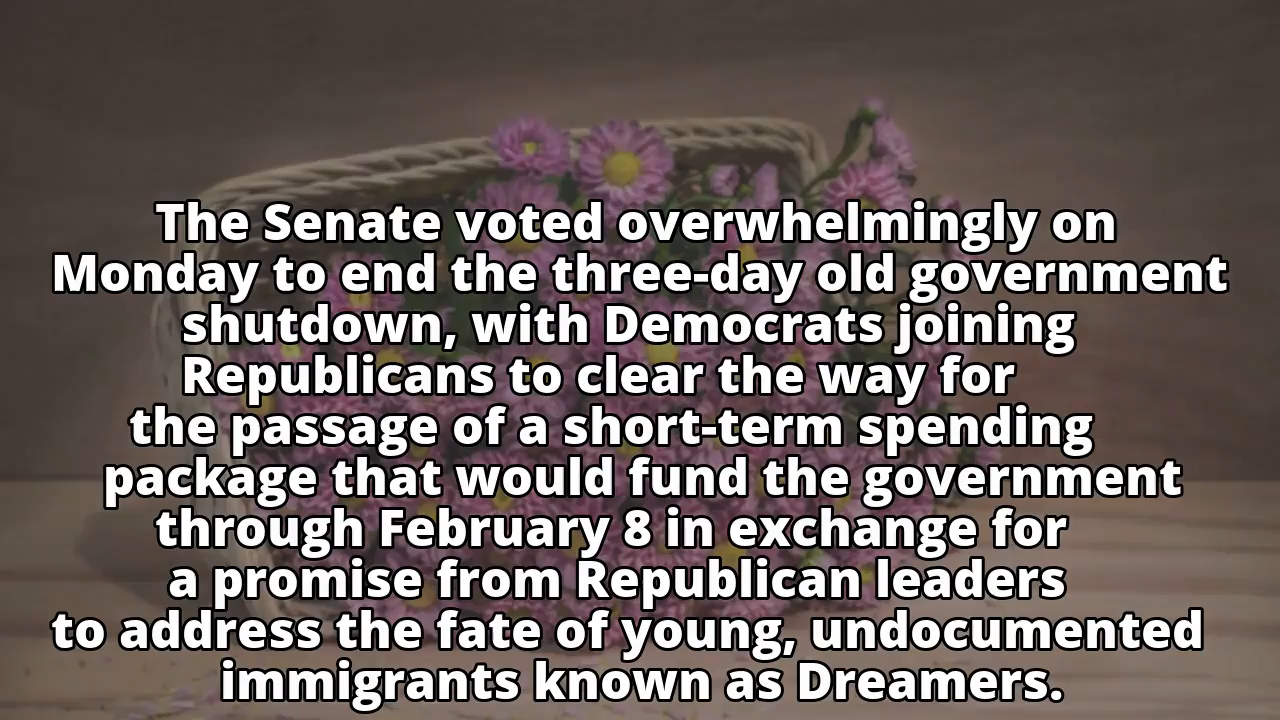 The Senate voted overwhelmingly on
Monday to end the three-day old government
shutdown, with Democrats joining
Republicans to clear the way for
the passage of a short-term spending
package that would fund the government
through February 8 in exchange for
a promise from Republican leaders
to address the fate of young, undocumented
immigrants known as Dreamers.